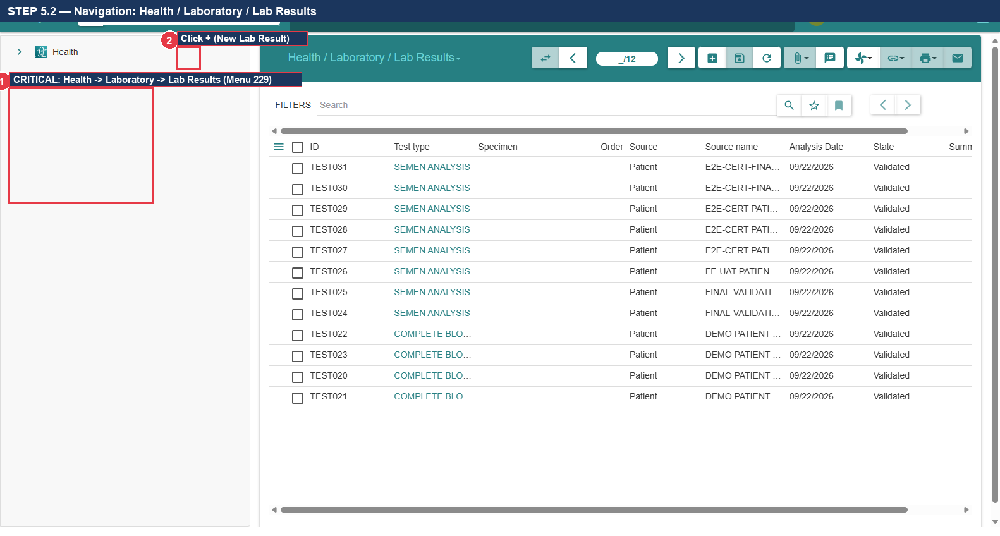 STEP 5.2 — Navigation: Health / Laboratory / Lab Results
2 Click + (New Lab Result)
Health
Health / Laboratory / Lab Results
_/12
1 CRITICAL: Health -> Laboratory -> Lab Results (Menu 229)
FILTERS Search
ID Test type Specimen Order Source Source name Analysis Date State Summ
TEST031 SEMEN ANALYSIS Patient E2E-CERT-FINA... 09/22/2026 Validated
TEST030 SEMEN ANALYSIS Patient E2E-CERT-FINA... 09/22/2026 Validated
TEST029 SEMEN ANALYSIS Patient E2E-CERT PATI... 09/22/2026 Validated
TEST028 SEMEN ANALYSIS Patient E2E-CERT PATI... 09/22/2026 Validated
TEST027 SEMEN ANALYSIS Patient E2E-CERT PATI... 09/22/2026 Validated
TEST026 SEMEN ANALYSIS Patient FE-UAT PATIEN... 09/22/2026 Validated
TEST025 SEMEN ANALYSIS Patient FINAL-VALIDATI... 09/22/2026 Validated
TEST024 SEMEN ANALYSIS Patient FINAL-VALIDATI... 09/22/2026 Validated
TEST022 COMPLETE BLO... Patient DEMO PATIENT ... 09/22/2026 Validated
TEST023 COMPLETE BLO... Patient DEMO PATIENT ... 09/22/2026 Validated
TEST020 COMPLETE BLO... Patient DEMO PATIENT ... 09/22/2026 Validated
TEST021 COMPLETE BLO... Patient DEMO PATIENT ... 09/22/2026 Validated